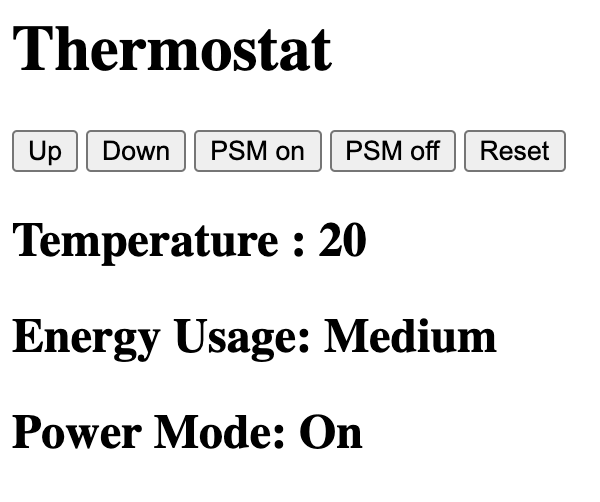 Thermostat
Up Down PSM on PSM off Reset
Temperature : 20
Energy Usage: Medium
Power Mode: On